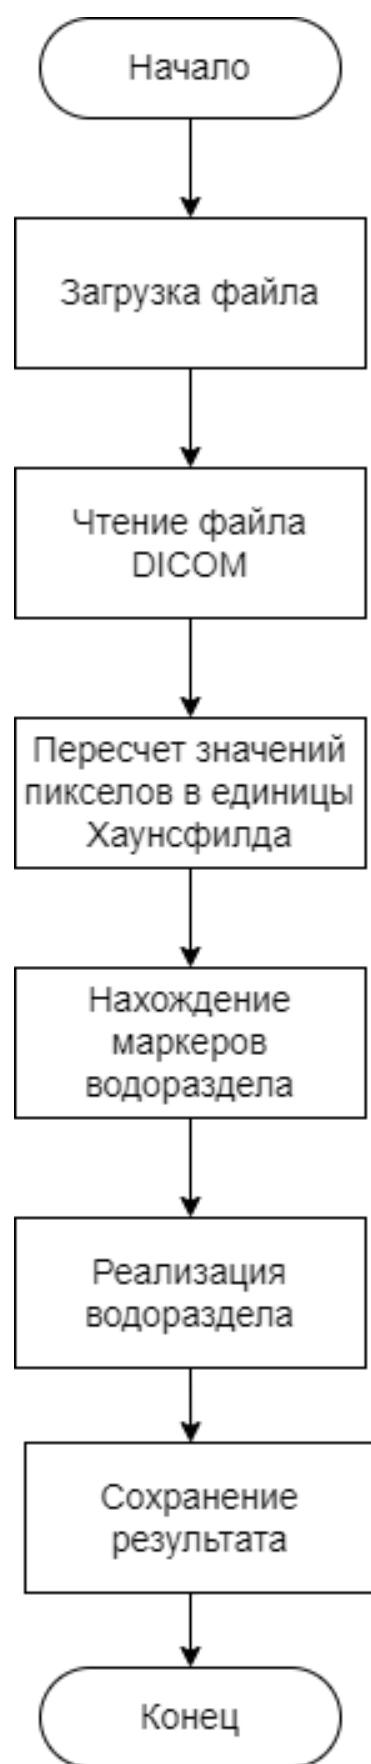 Начало
Загрузка файла
Чтение файла
DICOM
Пересчет значений
пикселов в единицы
Хаунсфилда
Нахождение
маркеров
водораздела
Реализация
водораздела
Сохранение
результата
Конец